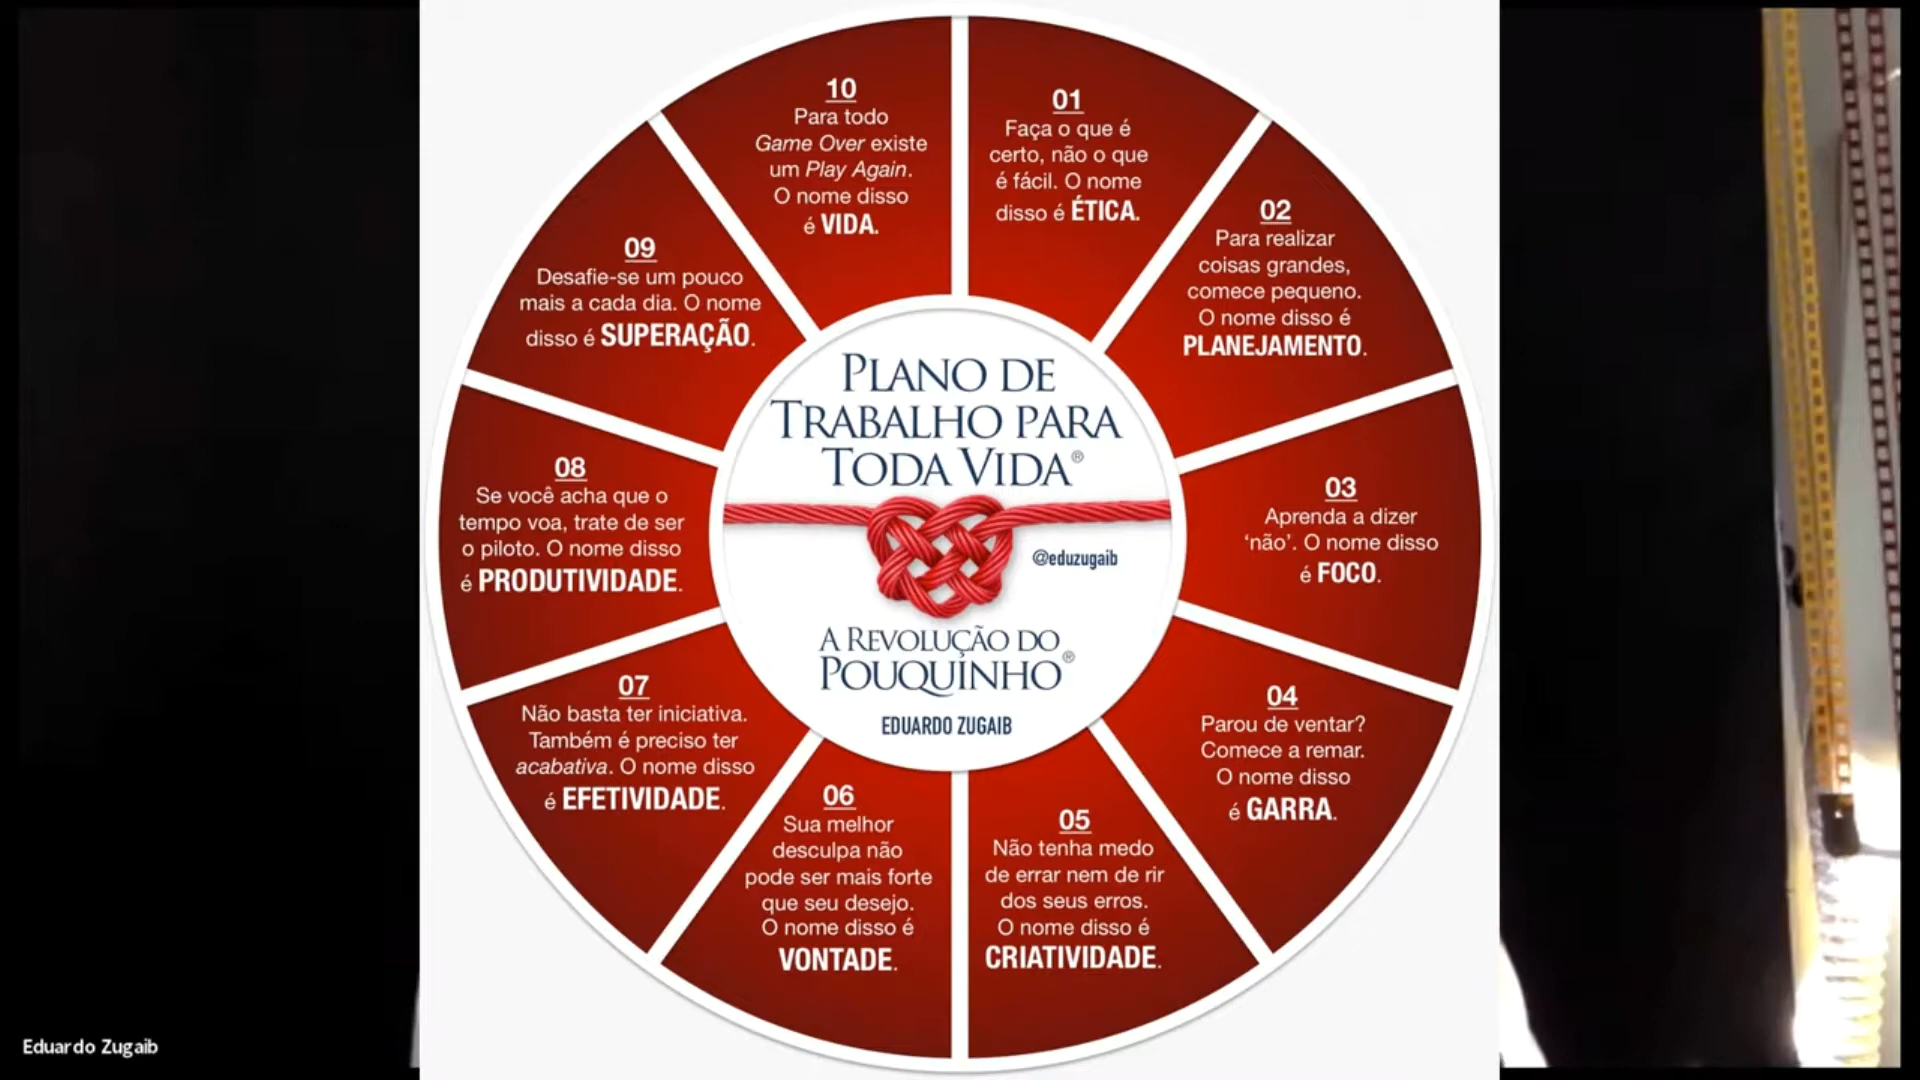 10
Para todo
Game Over existe
um Play Again.
O nome disso
é VIDA.
01
Faça o que é
certo, não o que
é fácil. O nome
disso é ÉTICA.
02
Para realizar
coisas grandes,
comece pequeno.
O nome disso é
PLANEJAMENTO.
03
Aprenda a dizer
‘não’. O nome disso
é FOCO.
04
Parou de ventar?
Comece a remar.
O nome disso
é GARRA.
05
Não tenha medo
de errar nem de rir
dos seus erros.
O nome disso é
CRIATIVIDADE.
06
Sua melhor
desculpa não
pode ser mais forte
que seu desejo.
O nome disso é
VONTADE.
07
Não basta ter iniciativa.
Também é preciso ter
acabativa. O nome disso
é EFETIVIDADE.
08
Se você acha que o
tempo voa, trate de ser
o piloto. O nome disso
é PRODUTIVIDADE.
09
Desafie-se um pouco
mais a cada dia. O nome
disso é SUPERAÇÃO.
PLANO DE
TRABALHO PARA
TODA VIDA®
@eduzugaib
A REVOLUÇÃO DO
POUQUINHO®
EDUARDO ZUGAIB
Eduardo Zugaib